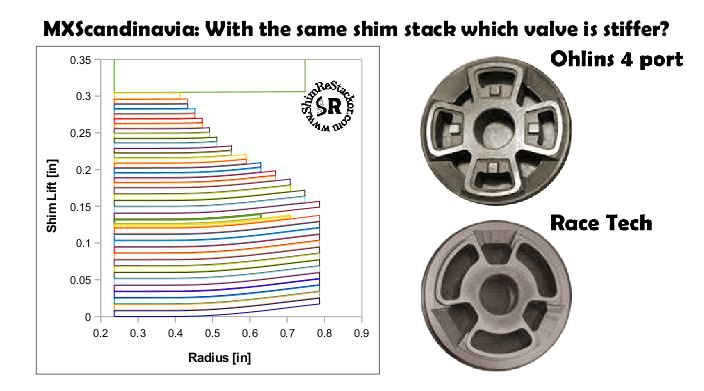 MXScandinavia: With the same shim stack which valve is stiffer?
Ohlins 4 port
Race Tech
Shim Lift [in]
0.35
0.3
0.25
0.2
0.15
0.1
0.05
0
0.2 0.3 0.4 0.5 0.6 0.7 0.8 0.9
Radius [in]
www.ShimReStackor.com
SR